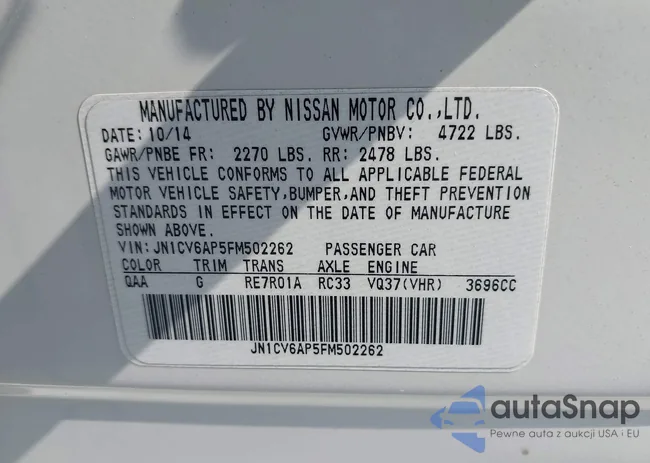 MANUFACTURED BY NISSAN MOTOR CO.,LTD.
DATE: 10/14 GVWR/PNBV: 4722 LBS.
GAWR/PNBE FR: 2270 LBS. RR: 2478 LBS.
THIS VEHICLE CONFORMS TO ALL APPLICABLE FEDERAL
MOTOR VEHICLE SAFETY,BUMPER,AND THEFT PREVENTION
STANDARDS IN EFFECT ON THE DATE OF MANUFACTURE
SHOWN ABOVE.
VIN: JN1CV6AP5FM502262 PASSENGER CAR
COLOR TRIM TRANS AXLE ENGINE
QAA G RE7R01A RC33 VQ37(VHR) 3696CC
JN1CV6AP5FM502262
autaSnap
Pewne auta z aukcji USA i EU